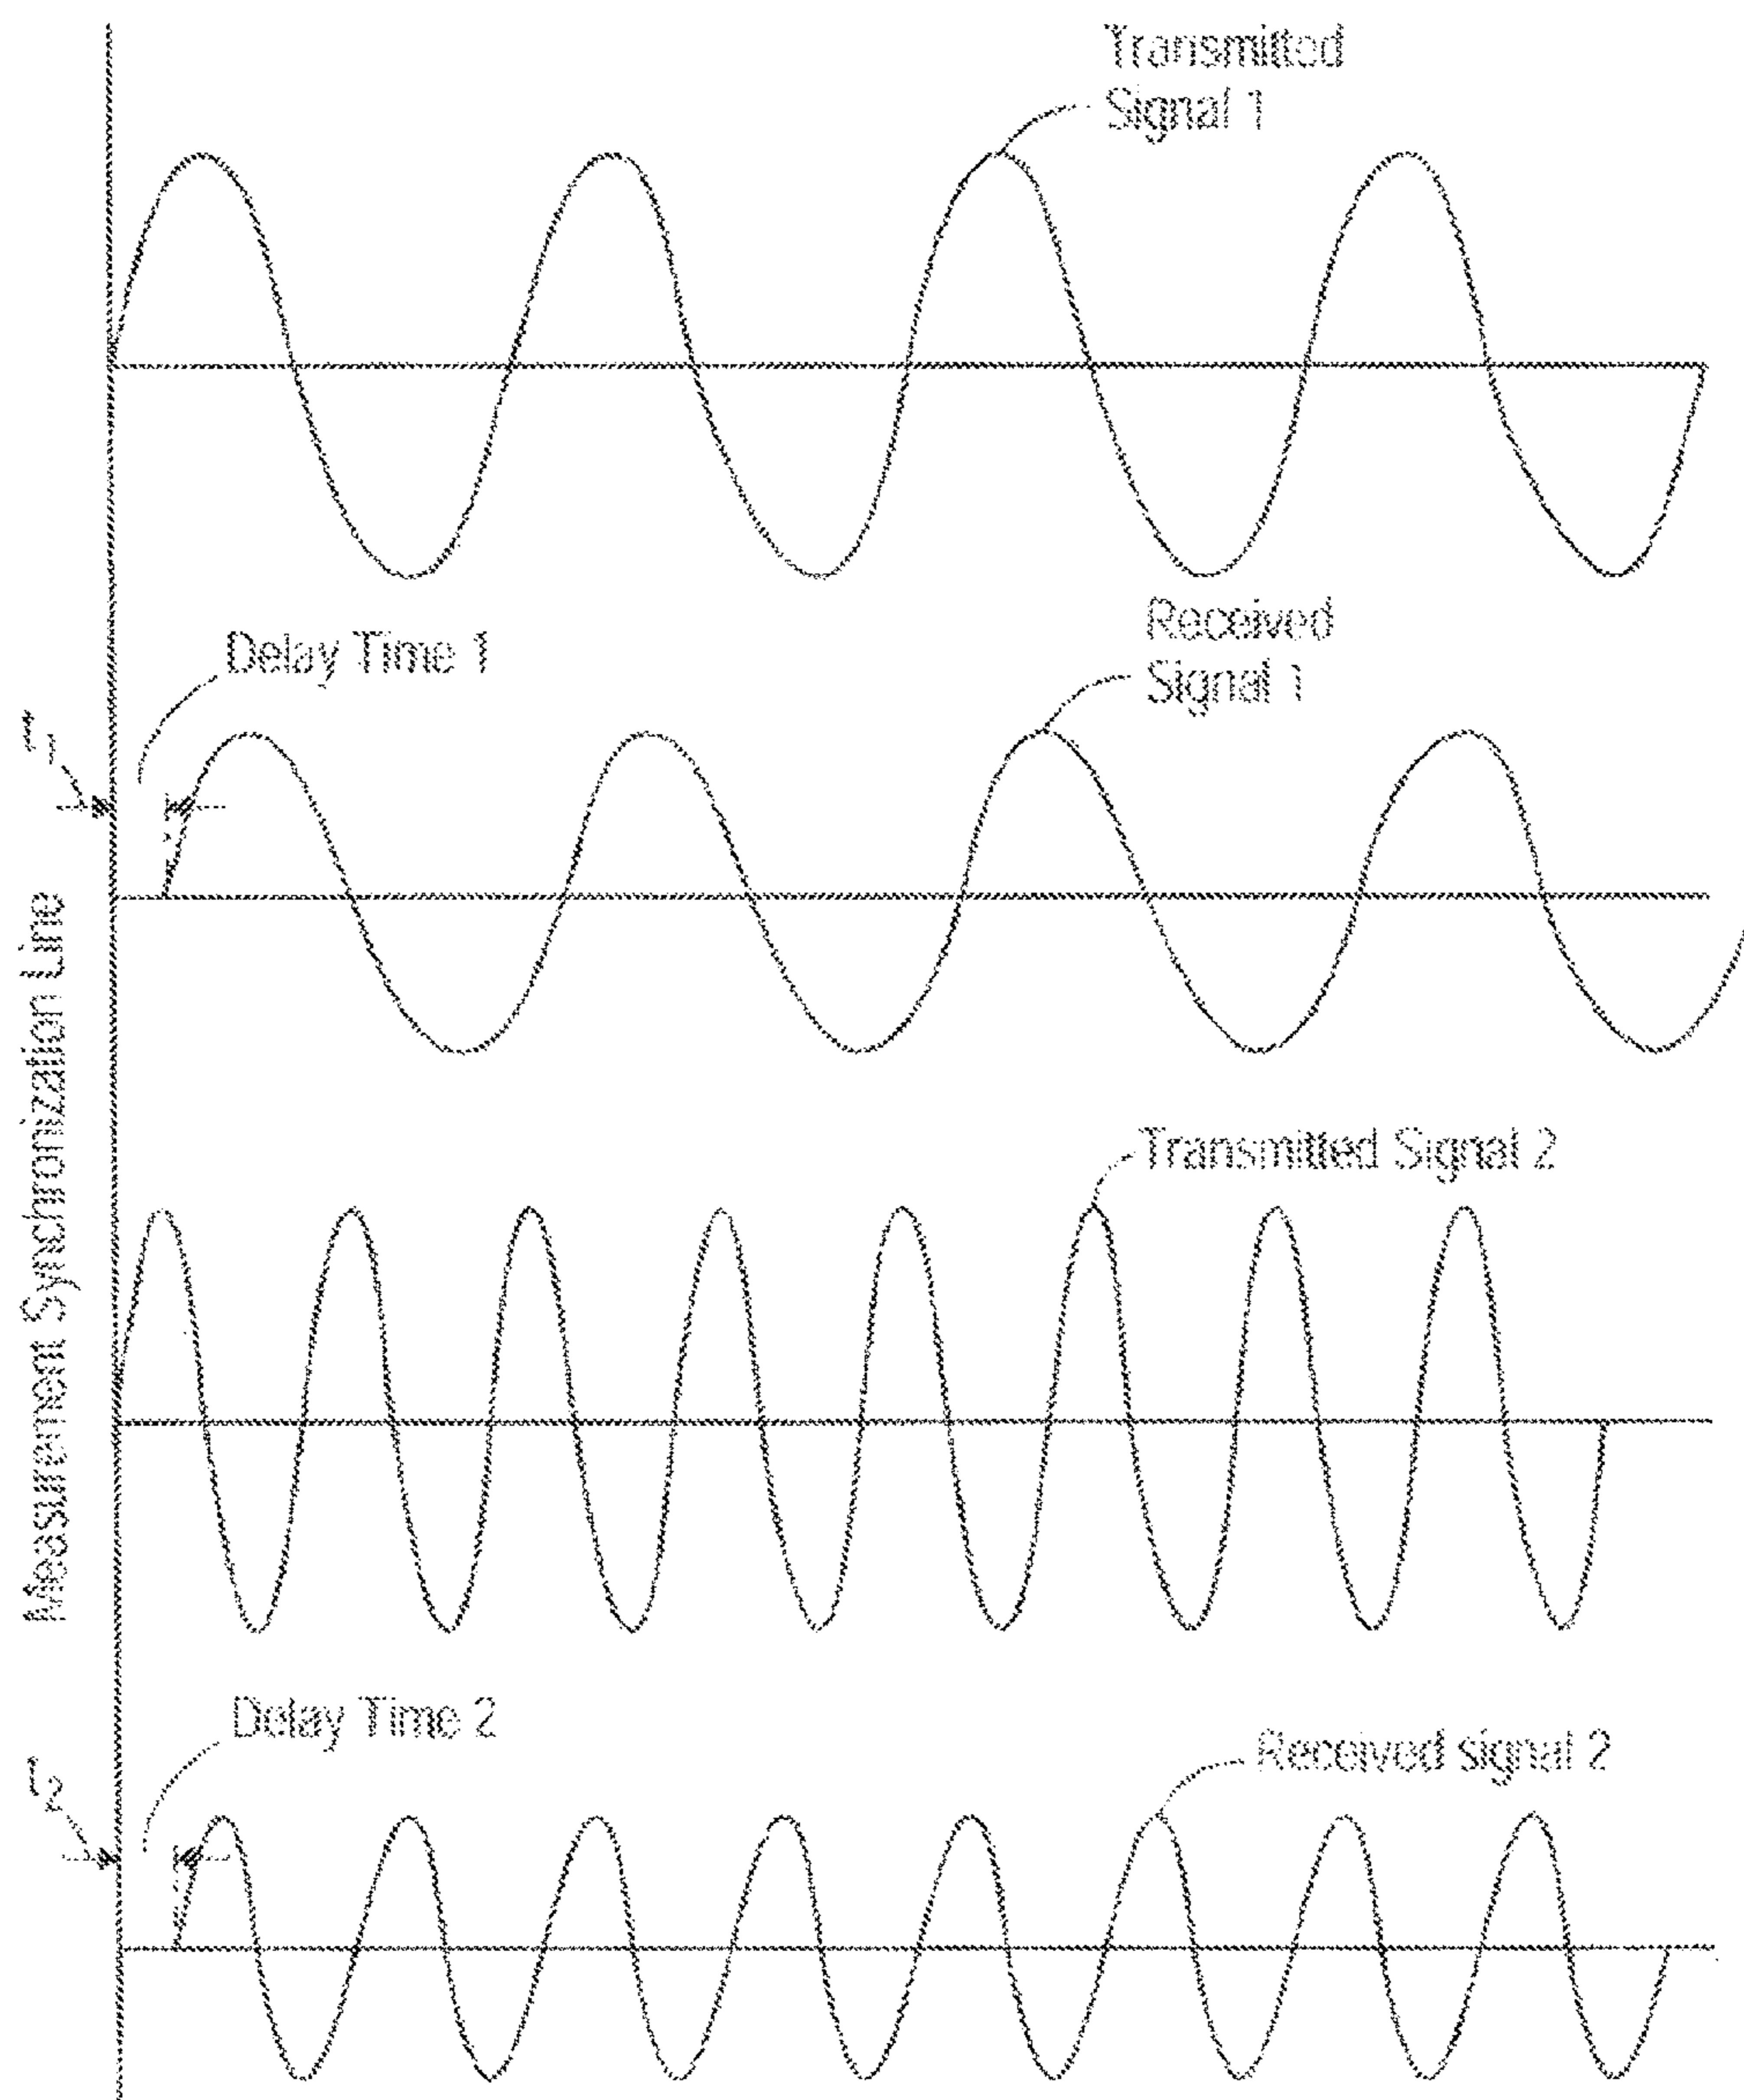 Transmitted
Signal 1
Delay Time 1
Received
Signal 1
t1
Measurement Synchronization Line
Transmitted Signal 2
Delay Time 2
t2
Received signal 2